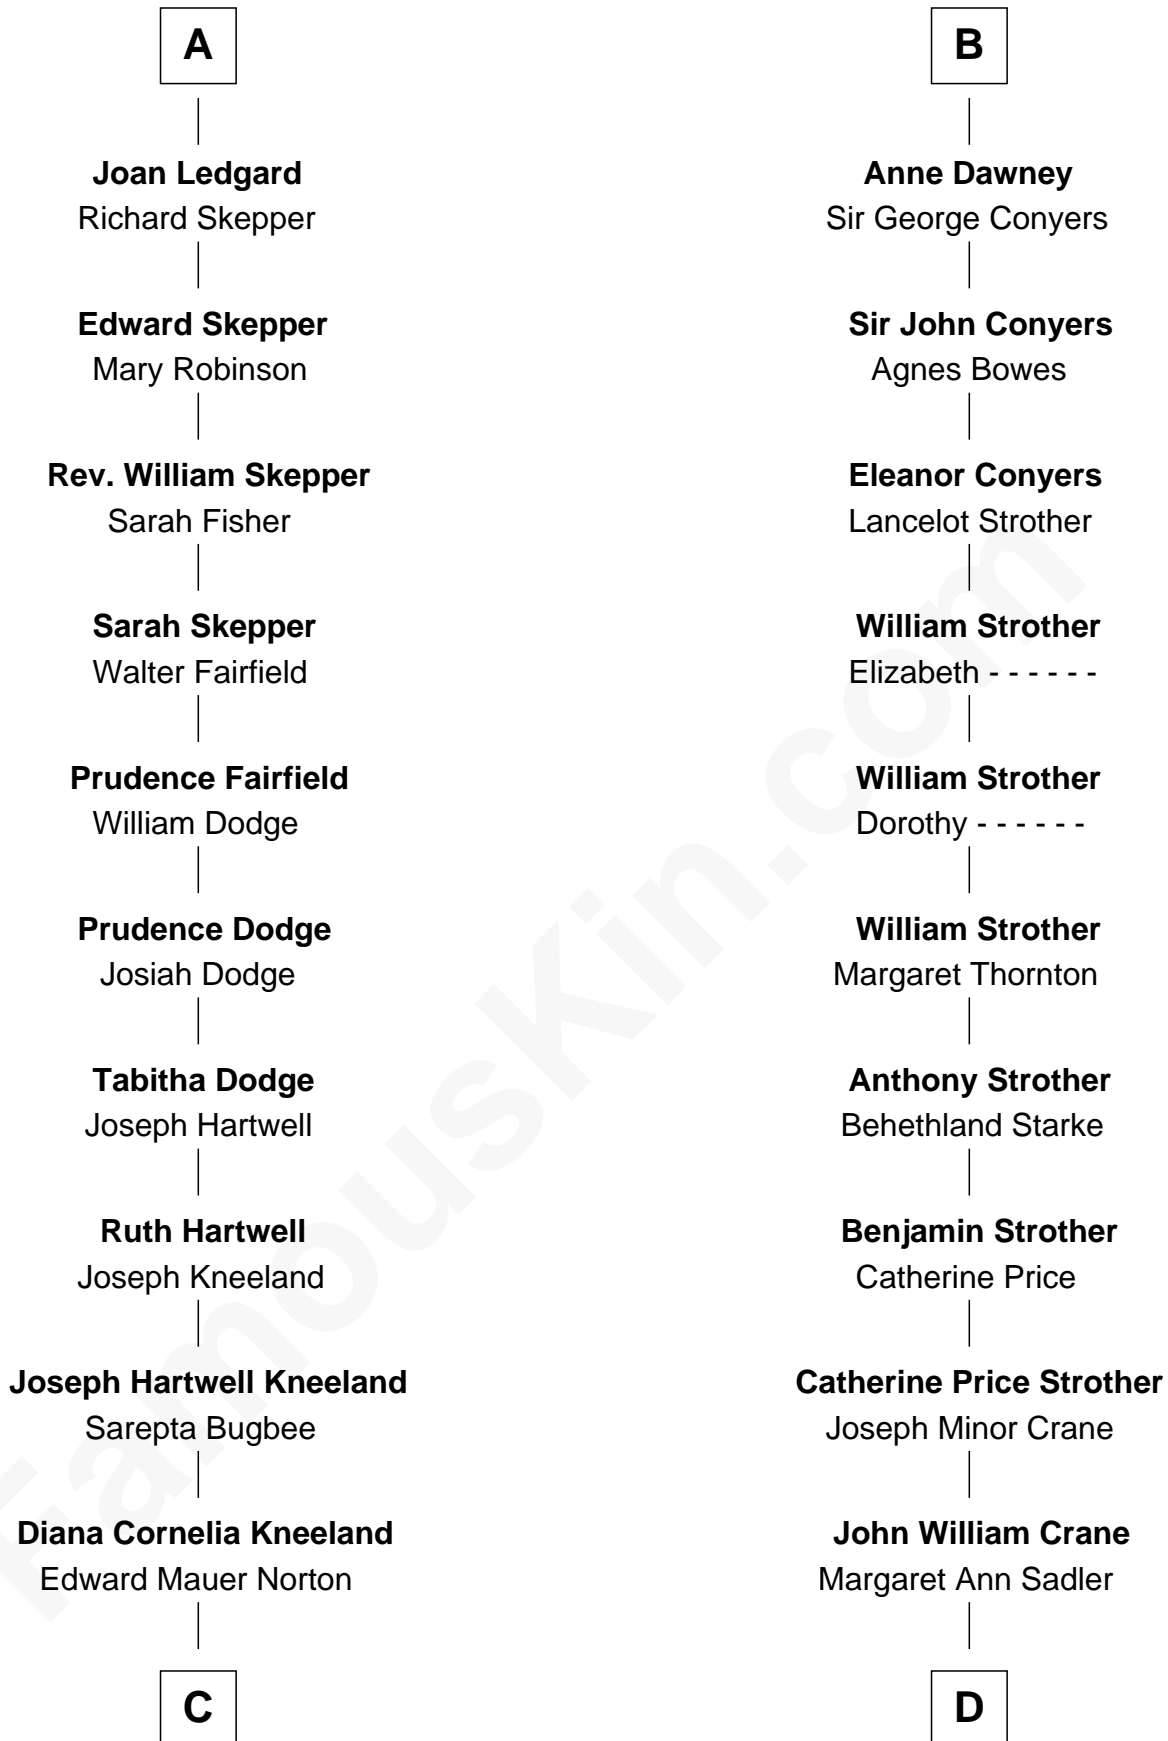 A
Joan Ledgard
Richard Skepper
Edward Skepper
Mary Robinson
Rev. William Skepper
Sarah Fisher
Sarah Skepper
Walter Fairfield
Prudence Fairfield
William Dodge
Prudence Dodge
Josiah Dodge
Tabitha Dodge
Joseph Hartwell
Ruth Hartwell
Joseph Kneeland
Joseph Hartwell Kneeland
Sarepta Bugbee
Diana Cornelia Kneeland
Edward Mauer Norton
C
B
Anne Dawney
Sir George Conyers
Sir John Conyers
Agnes Bowes
Eleanor Conyers
Lancelot Strother
William Strother
Elizabeth - - - - - -
William Strother
Dorothy - - - - - -
William Strother
Margaret Thornton
Anthony Strother
Behethland Starke
Benjamin Strother
Catherine Price
Catherine Price Strother
Joseph Minor Crane
John William Crane
Margaret Ann Sadler
D
FamousKin.com